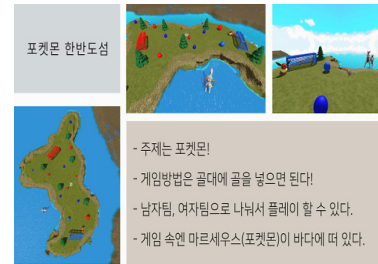 포켓몬 한반도섬
- 주제는 포켓몬!
- 게임방법은 골대에 골을 넣으면 된다!
- 남자팀, 여자팀으로 나눠서 플레이 할 수 있다.
- 게임 속엔 마르세우스(포켓몬)이 바다에 떠 있다.